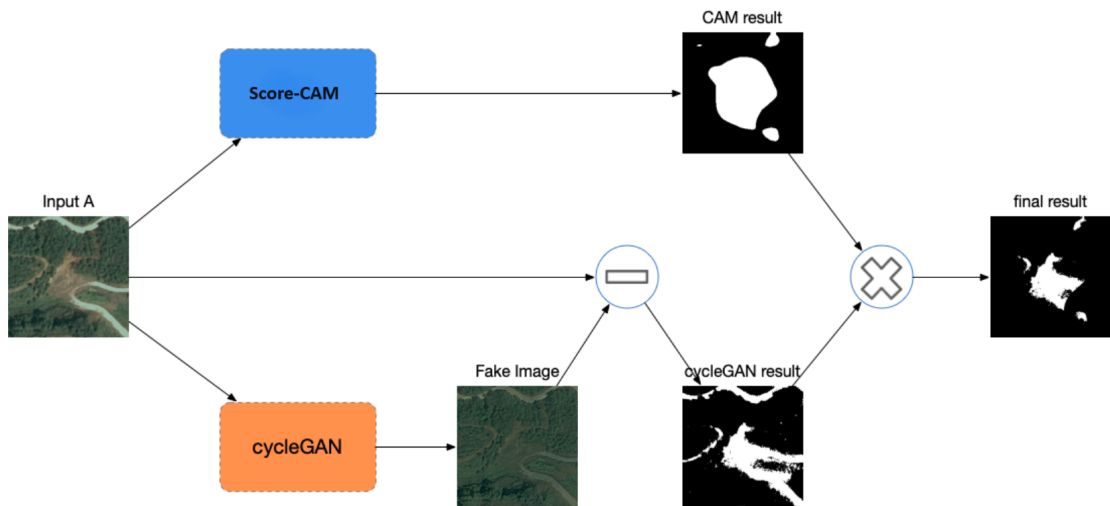 CAM result
Score-CAM
Input A
final result
Fake Image
cycleGAN result
cycleGAN